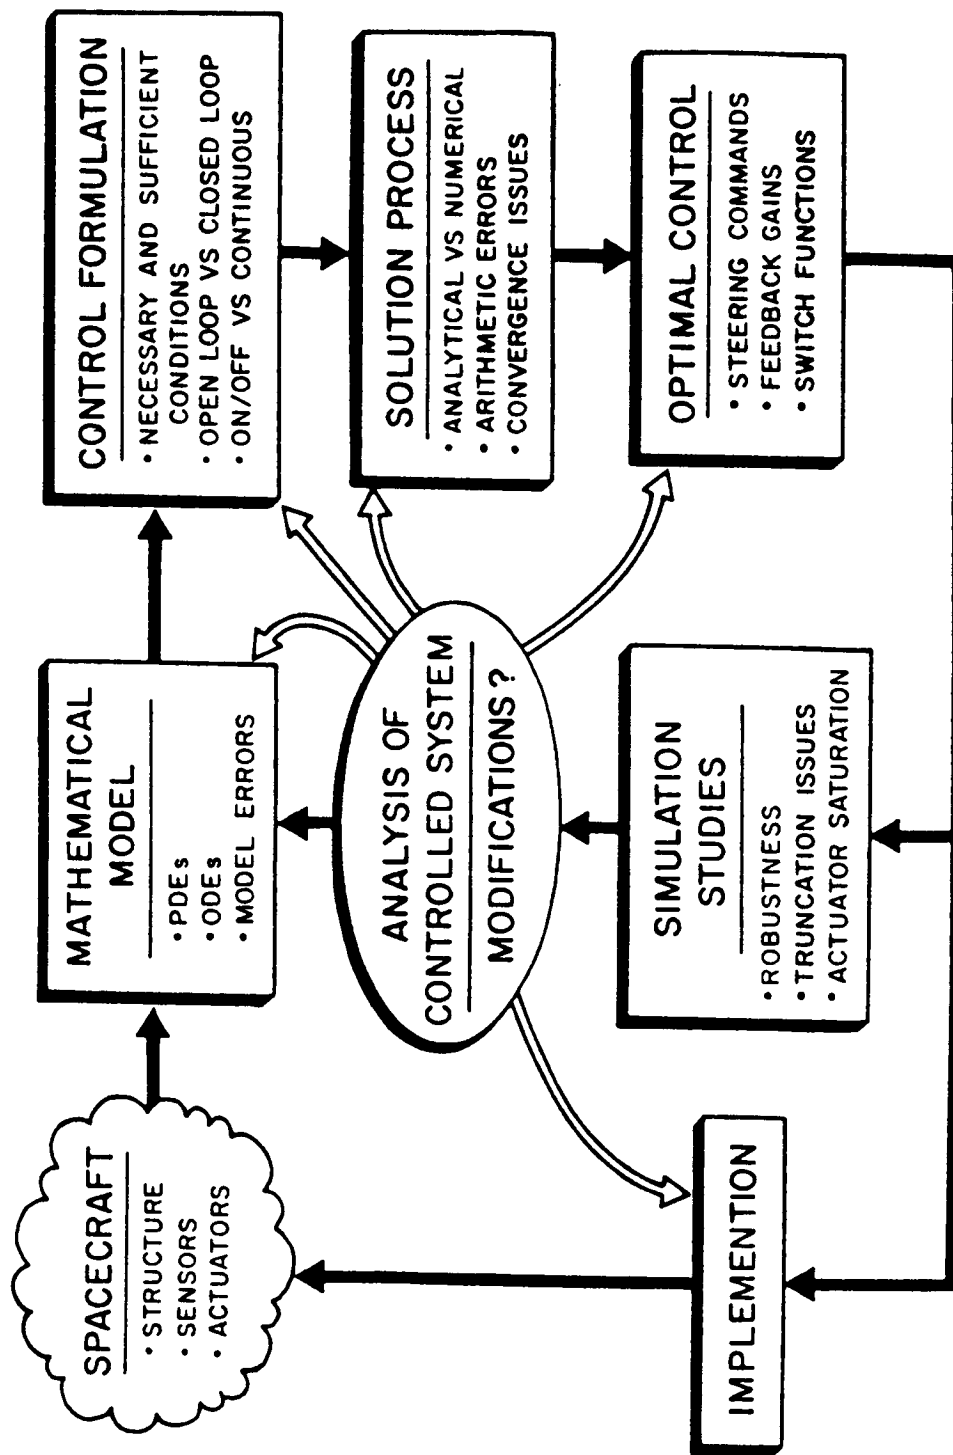 SPACECRAFT
• STRUCTURE
• SENSORS
• ACTUATORS
MATHEMATICAL
MODEL
• PDEs
• ODEs
• MODEL ERRORS
CONTROL FORMULATION
• NECESSARY AND SUFFICIENT
CONDITIONS
• OPEN LOOP VS CLOSED LOOP
• ON/OFF VS CONTINUOUS
SOLUTION PROCESS
• ANALYTICAL VS NUMERICAL
• ARITHMETIC ERRORS
• CONVERGENCE ISSUES
OPTIMAL CONTROL
• STEERING COMMANDS
• FEEDBACK GAINS
• SWITCH FUNCTIONS
ANALYSIS OF
CONTROLLED SYSTEM
MODIFICATIONS?
SIMULATION
STUDIES
• ROBUSTNESS
• TRUNCATION ISSUES
• ACTUATOR SATURATION
IMPLEMENTION